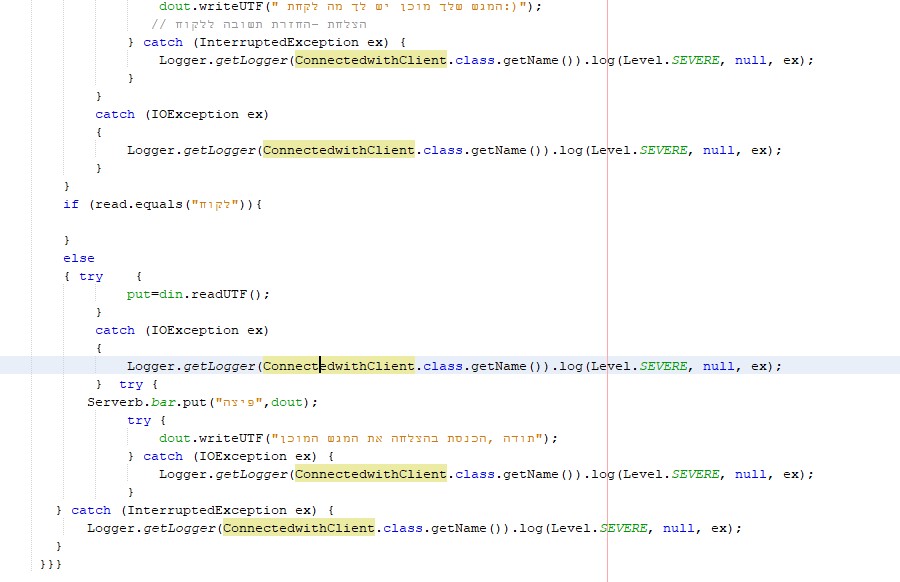 dout.writeUTF(" המגש שלך מוכן יש לך מה לקחת:)");
// הצלחת –החזרת תשובה ללקוח
} catch (InterruptedException ex) {
Logger.getLogger(ConnectedwithClient.class.getName()).log(Level.SEVERE, null, ex);
}
}
catch (IOException ex)
{
Logger.getLogger(ConnectedwithClient.class.getName()).log(Level.SEVERE, null, ex);
}
}
if (read.equals("לקוח")){
}
else
{ try {
put=din.readUTF();
}
catch (IOException ex)
{
Logger.getLogger(ConnectedwithClient.class.getName()).log(Level.SEVERE, null, ex);
} try {
Serverb.bar.put("פיצה",dout);
try {
dout.writeUTF("תודה ,הכנסת בהצלחה את המגש המוכן");
} catch (IOException ex) {
Logger.getLogger(ConnectedwithClient.class.getName()).log(Level.SEVERE, null, ex);
}
} catch (InterruptedException ex) {
Logger.getLogger(ConnectedwithClient.class.getName()).log(Level.SEVERE, null, ex);
}
}}}